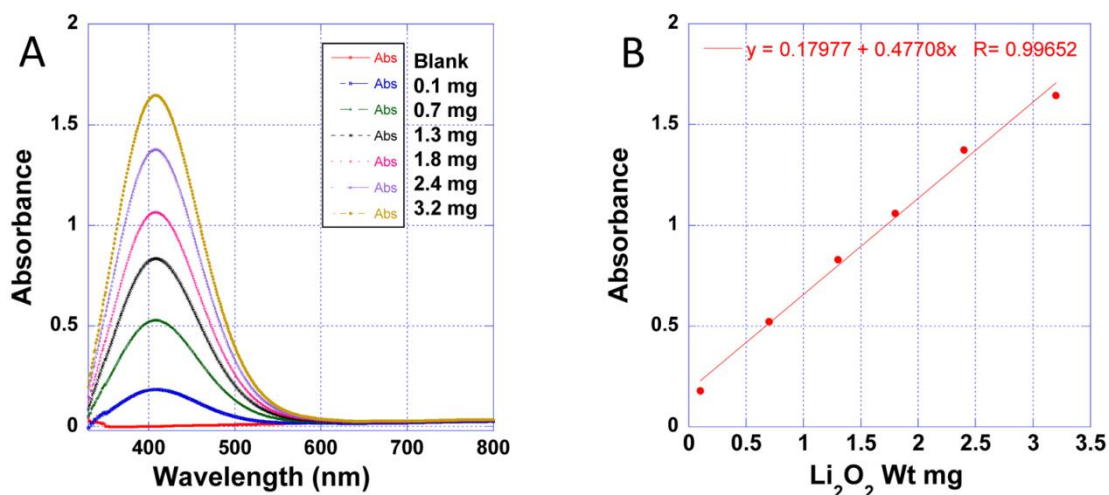 A
2
1.5
1
0.5
0
400
500
600
700
800
Absorbance
Wavelength (nm)
Abs Blank
Abs 0.1 mg
Abs 0.7 mg
Abs 1.3 mg
Abs 1.8 mg
Abs 2.4 mg
Abs 3.2 mg
B
y = 0.17977 + 0.47708x R= 0.99652
2
1.5
1
0.5
0
0
0.5
1
1.5
2
2.5
3
3.5
Absorbance
Li₂O₂ Wt mg